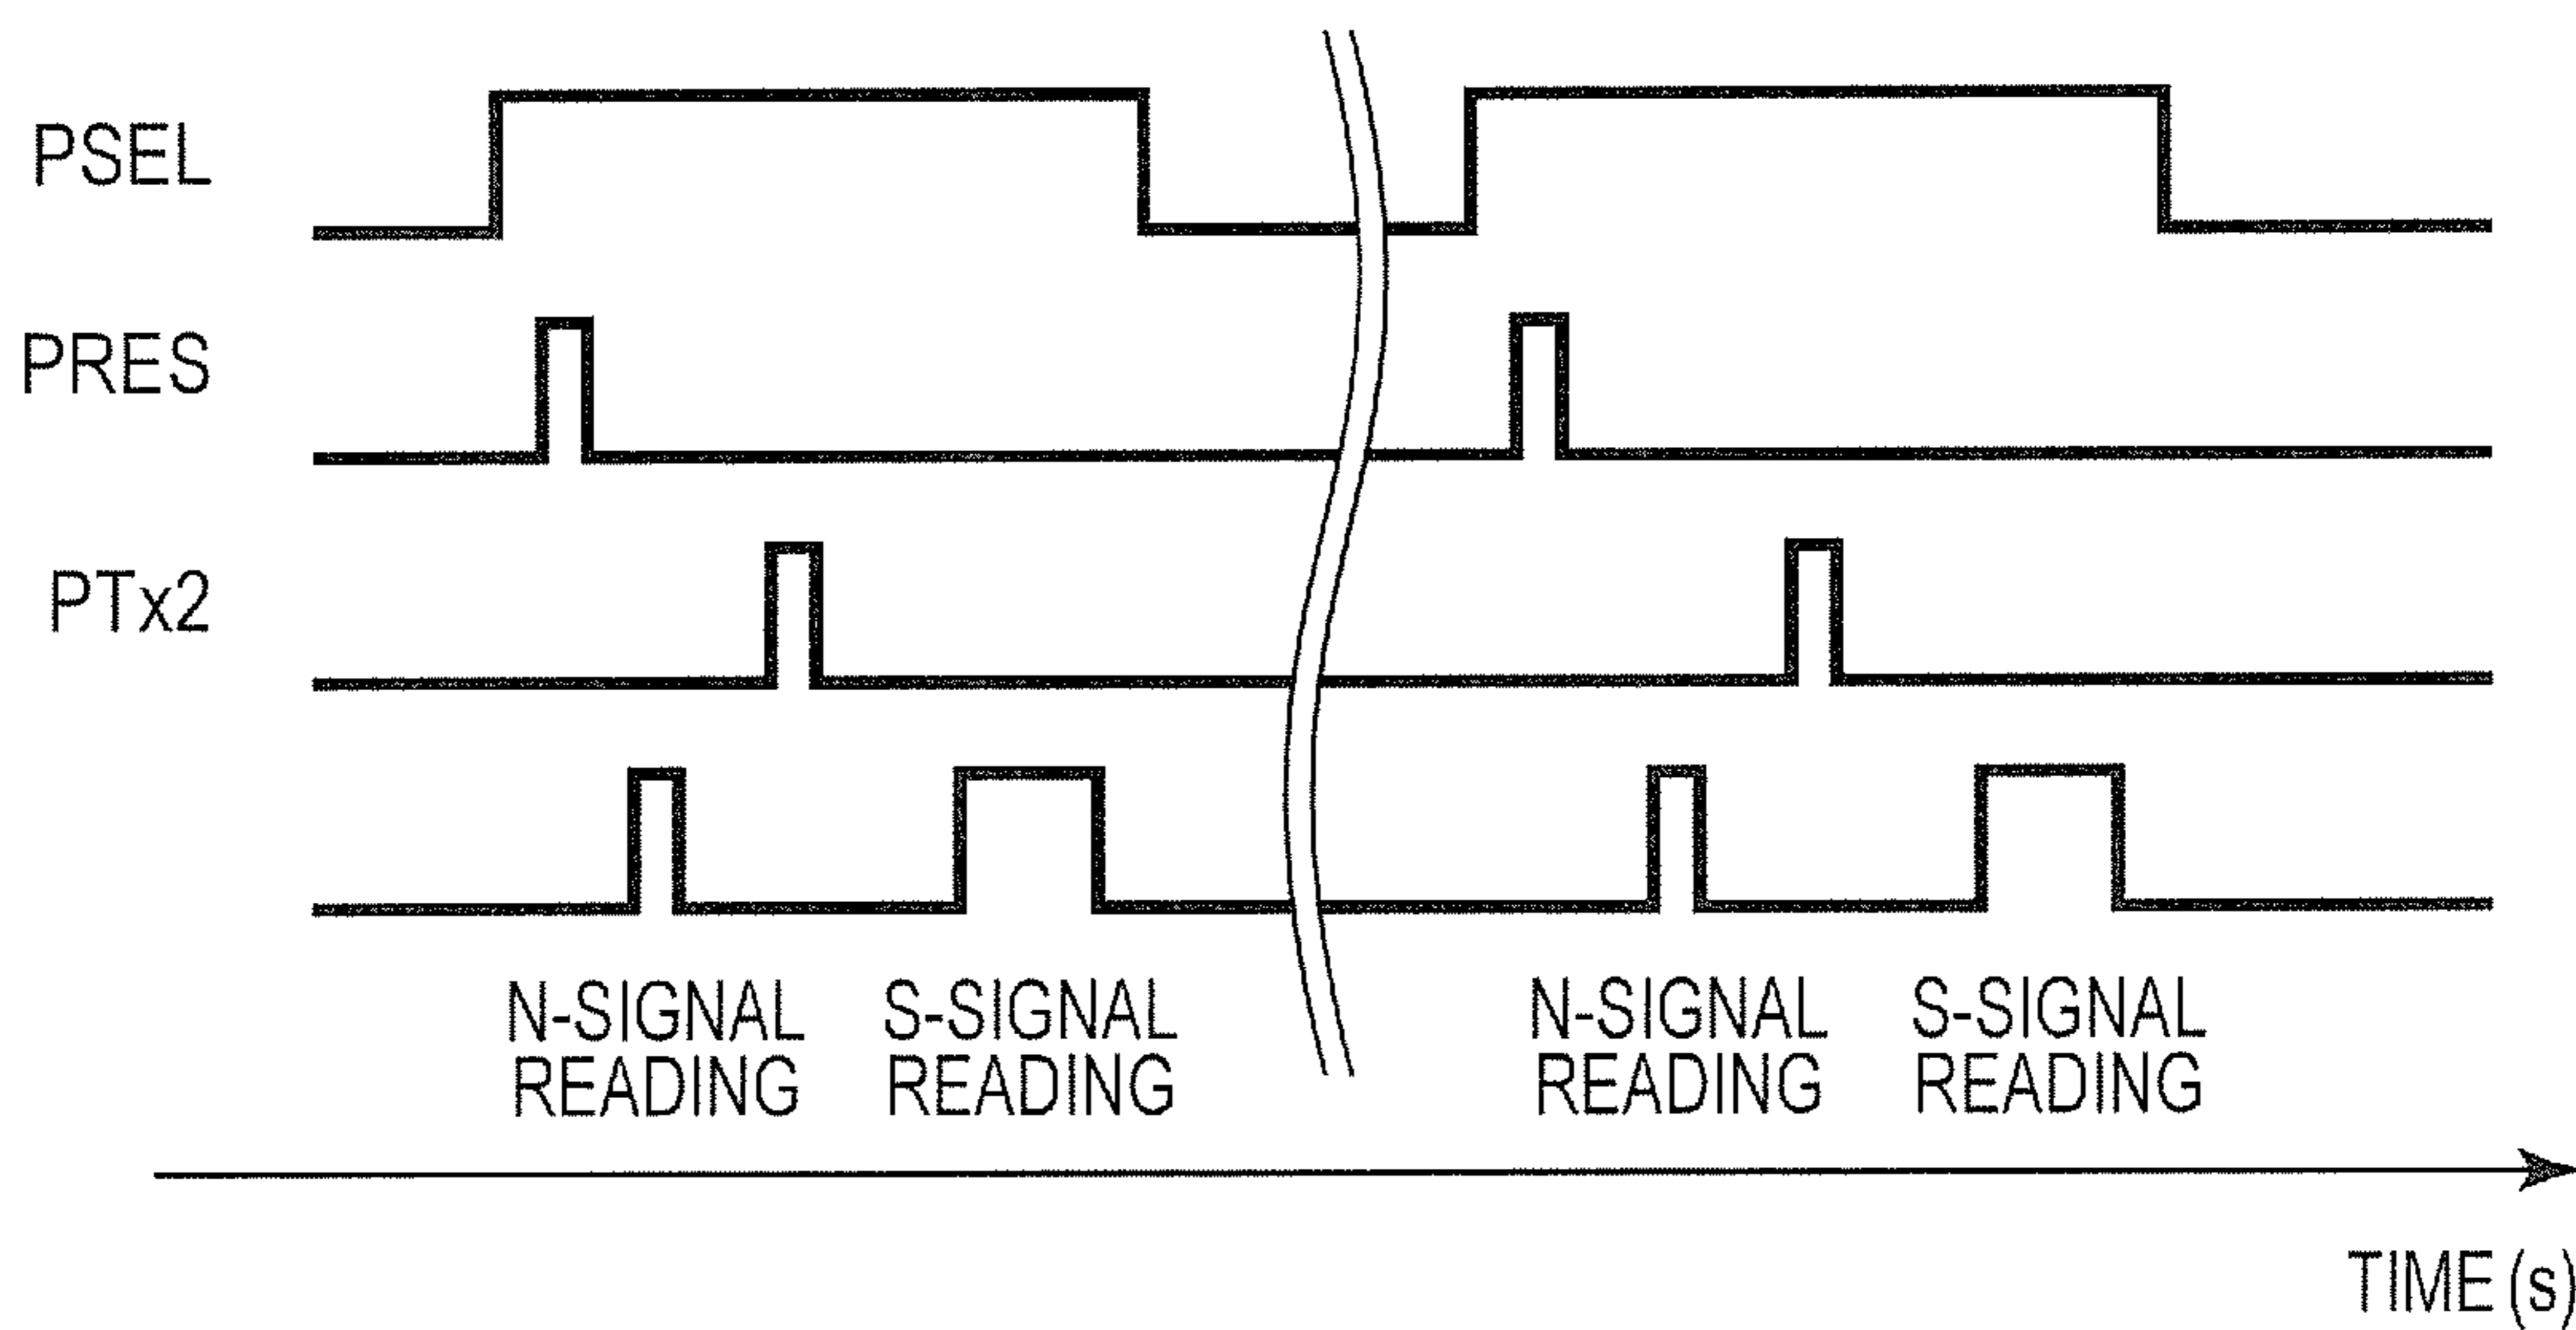 PSEL
PRES
PTx2
N-SIGNAL
READING
S-SIGNAL
READING
N-SIGNAL
READING
S-SIGNAL
READING
TIME (s)